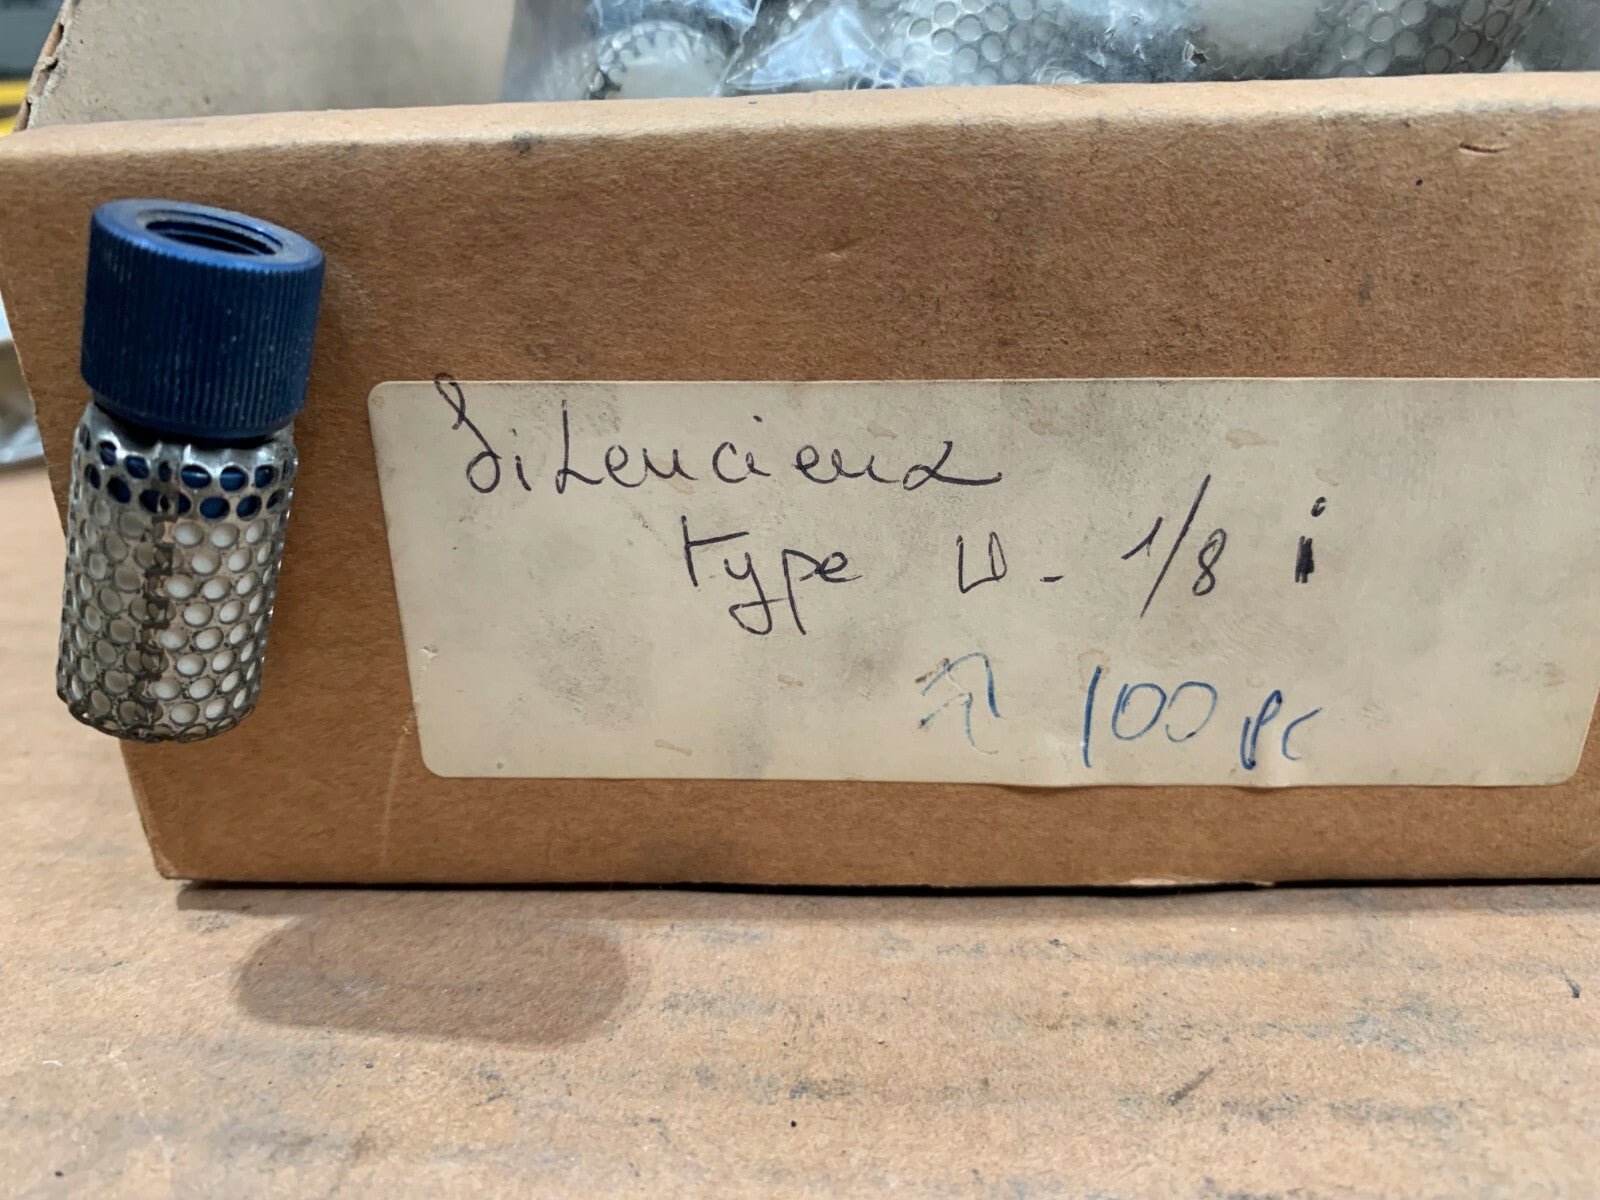 Silencieux
type U - 1/8 i
100 pc